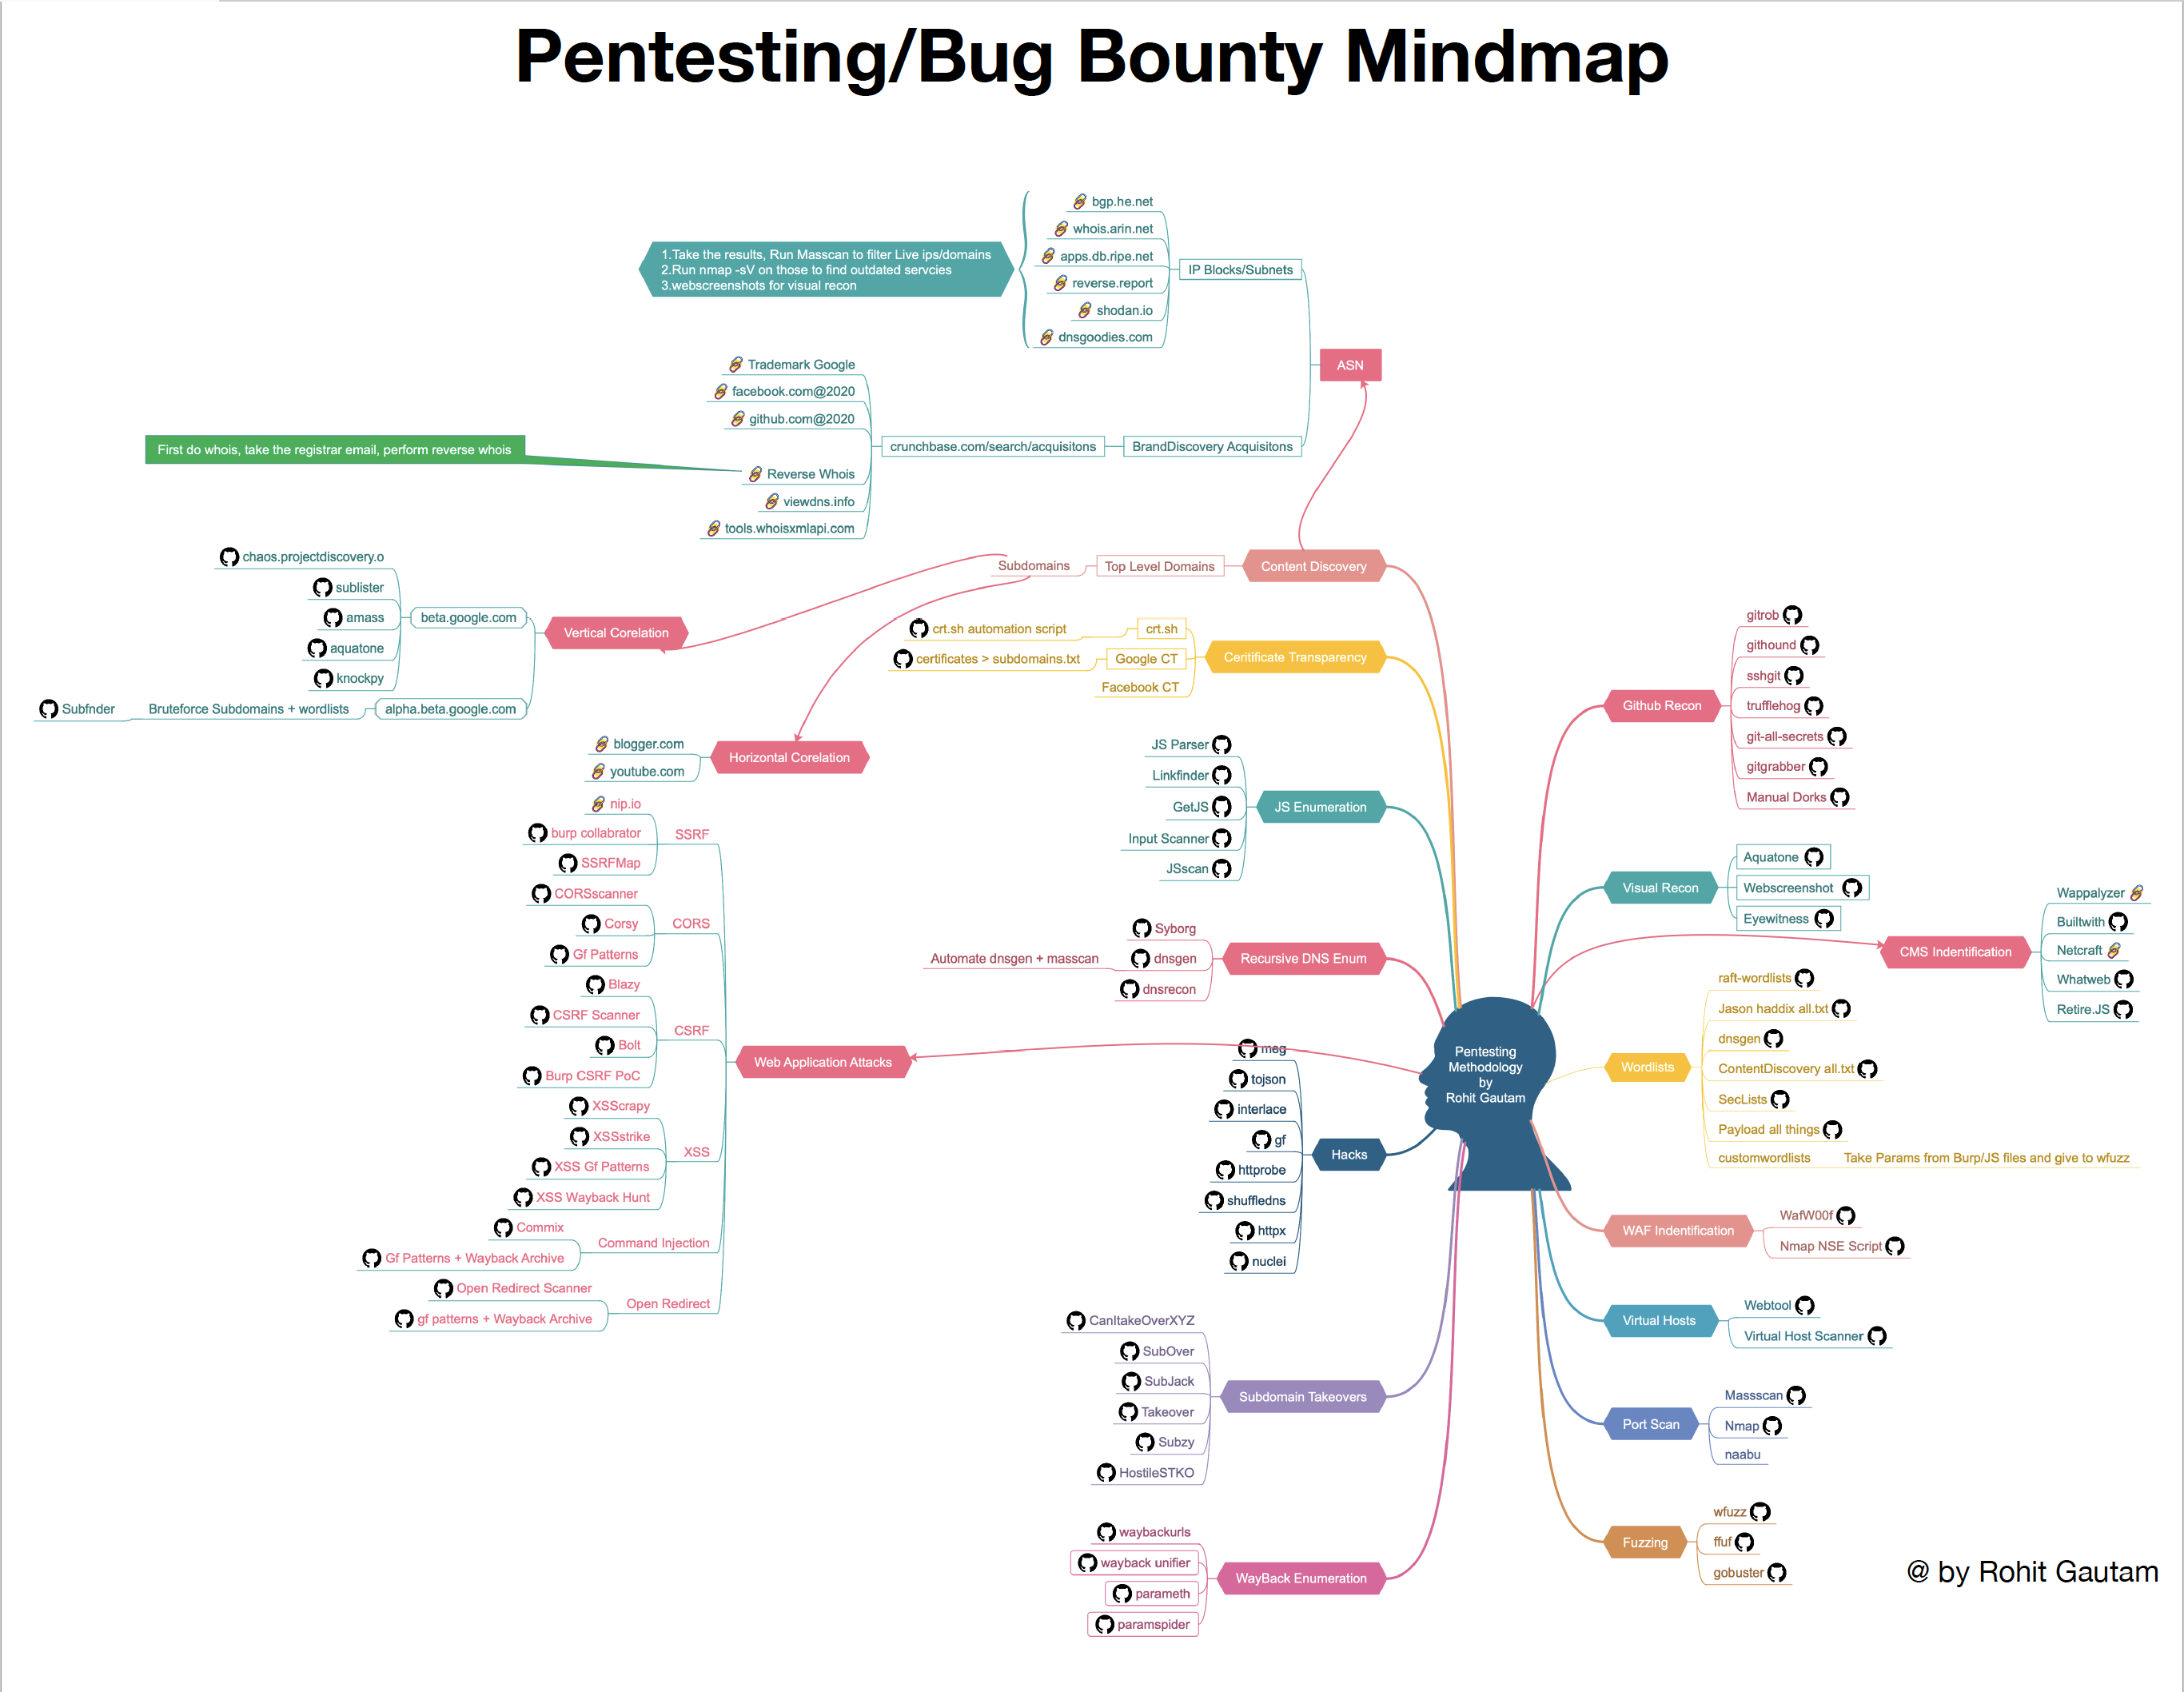 Pentesting/Bug Bounty Mindmap
bgp.he.net
whois.arin.net
apps.db.ripe.net
reverse.report
shodan.io
dnsgoodies.com
IP Blocks/Subnets
1.Take the results, Run Masscan to filter Live ips/domains
2.Run nmap -sV on those to find outdated servcies
3.webscreenshots for visual recon
ASN
Trademark Google
facebook.com@2020
github.com@2020
Reverse Whois
viewdns.info
tools.whoisxmlapi.com
crunchbase.com/search/acquisitons
BrandDiscovery Acquisitons
First do whois, take the registrar email, perform reverse whois
Content Discovery
Top Level Domains
Subdomains
Vertical Corelation
beta.google.com
chaos.projectdiscovery.o
sublister
amass
aquatone
knockpy
alpha.beta.google.com
Bruteforce Subdomains + wordlists
Subfnder
Horizontal Corelation
blogger.com
youtube.com
Ceritificate Transparency
crt.sh
crt.sh automation script
Google CT
certificates > subdomains.txt
Facebook CT
JS Enumeration
JS Parser
Linkfinder
GetJS
Input Scanner
JSscan
Recursive DNS Enum
Syborg
dnsgen
Automate dnsgen + masscan
dnsrecon
Web Application Attacks
SSRF
nip.io
burp collabrator
SSRFMap
CORS
CORSscanner
Corsy
Gf Patterns
CSRF
Blazy
CSRF Scanner
Bolt
Burp CSRF PoC
XSS
XSScrapy
XSSstrike
XSS Gf Patterns
XSS Wayback Hunt
Command Injection
Commix
Gf Patterns + Wayback Archive
Open Redirect
Open Redirect Scanner
gf patterns + Wayback Archive
Hacks
meg
tojson
interlace
gf
httprobe
shuffledns
httpx
nuclei
Subdomain Takeovers
CanItakeOverXYZ
SubOver
SubJack
Takeover
Subzy
HostileSTKO
WayBack Enumeration
waybackurls
wayback unifier
parameth
paramspider
Pentesting
Methodology
by
Rohit Gautam
Github Recon
gitrob
githound
sshgit
trufflehog
git-all-secrets
gitgrabber
Manual Dorks
Visual Recon
Aquatone
Webscreenshot
Eyewitness
CMS Indentification
Wappalyzer
Builtwith
Netcraft
Whatweb
Retire.JS
Wordlists
raft-wordlists
Jason haddix all.txt
dnsgen
ContentDiscovery all.txt
SecLists
Payload all things
customwordlists
Take Params from Burp/JS files and give to wfuzz
WAF Indentification
WafW00f
Nmap NSE Script
Virtual Hosts
Webtool
Virtual Host Scanner
Port Scan
Massscan
Nmap
naabu
Fuzzing
wfuzz
ffuf
gobuster
@ by Rohit Gautam